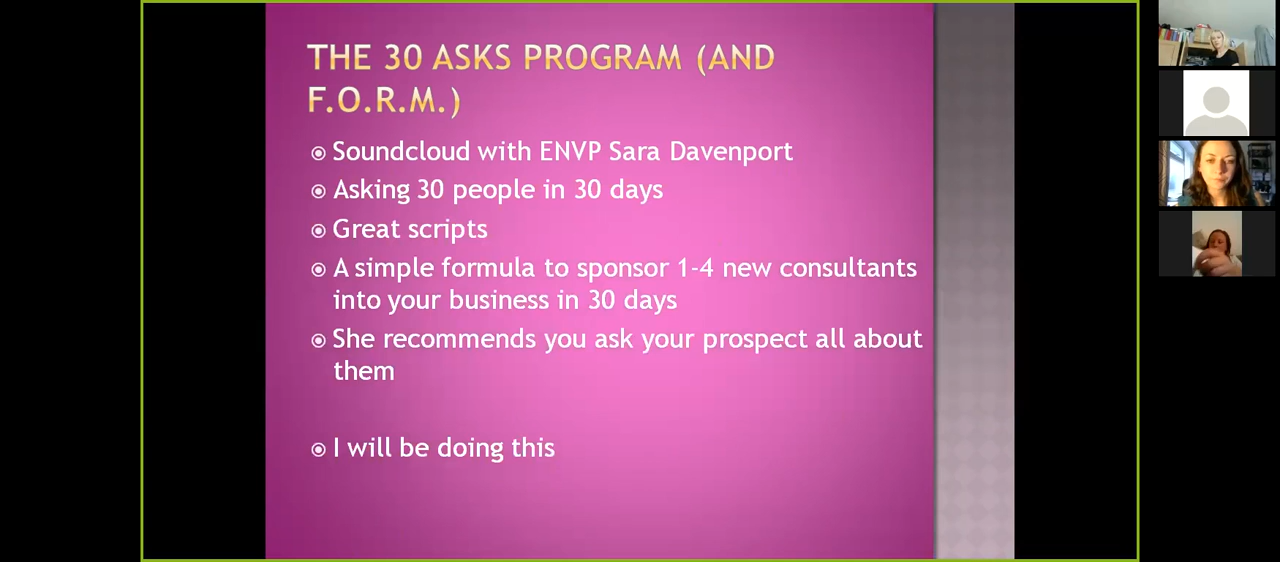 THE 30 ASKS PROGRAM (AND
F.O.R.M.)
Soundcloud with ENVP Sara Davenport
Asking 30 people in 30 days
Great scripts
A simple formula to sponsor 1-4 new consultants
into your business in 30 days
She recommends you ask your prospect all about
them
I will be doing this